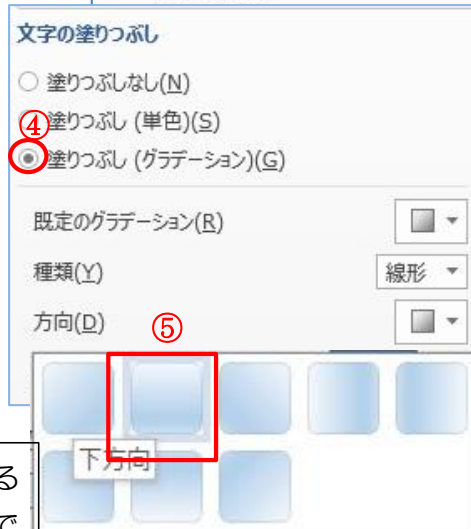 文字の塗りつぶし
塗りつぶしなし(N)
④塗りつぶし (単色)(S)
塗りつぶし (グラデーション)(G)
既定のグラデーション(R)
種類(Y) 線形
方向(D) ⑤
下方向
る
で